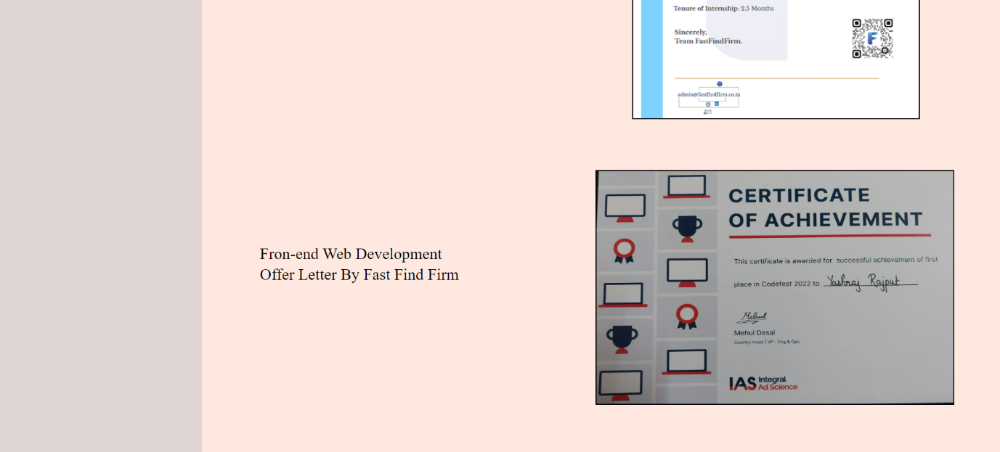 Tenure of Internship: 2.5 Months
Sincerely,
Team FastFindFirm.
admin@fastfindfirm.co.in
Fron-end Web Development
Offer Letter By Fast Find Firm
CERTIFICATE
OF ACHIEVEMENT
This certificate is awarded for successful achievement of first
place in Codefest 2022 to Yashraj Rajput
Mehul
Mehul Desai
Country Head | VP - Eng & Ops
IAS Integral
Ad Science